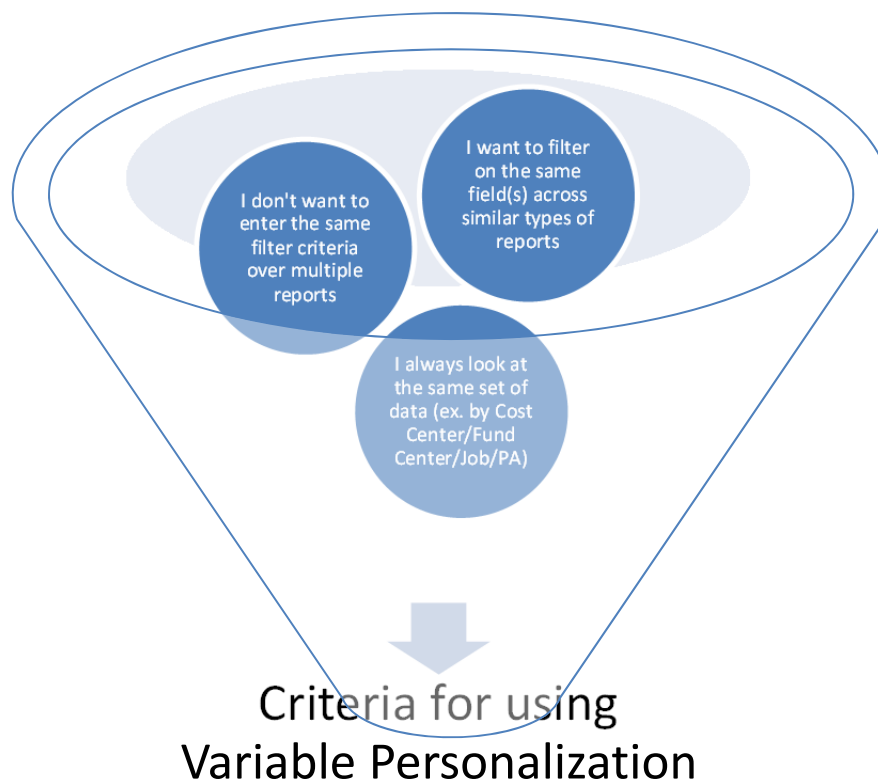 I want to filter
on the same
field(s) across
similar types of
reports
I don't want to
enter the same
filter criteria
over multiple
reports
I always look at
the same set of
data (ex. by Cost
Center/Fund
Center/Job/PA)
Criteria for using
Variable Personalization